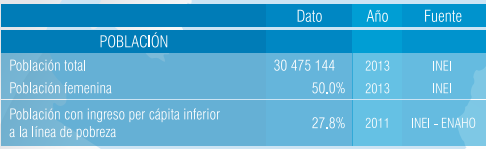 Dato Año Fuente
POBLACIÓN
Población total 30 475 144 2013 INEI
Población femenina 50.0% 2013 INEI
Población con ingreso per cápita inferior
a la línea de pobreza 27.8% 2011 INEI - ENAHO